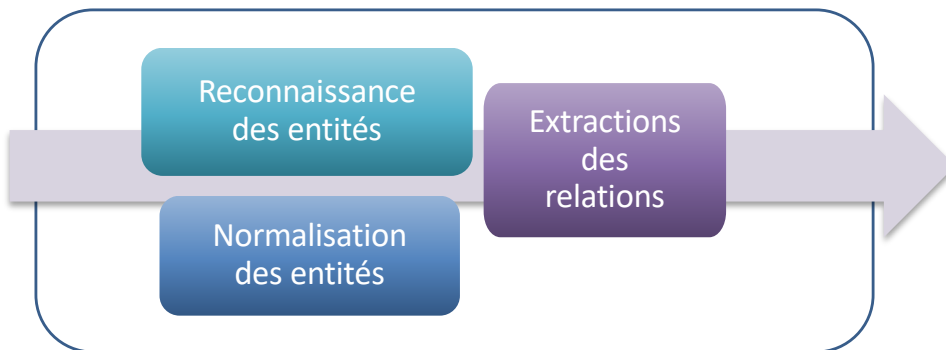 Reconnaissance
des entités
Normalisation
des entités
Extractions
des
relations